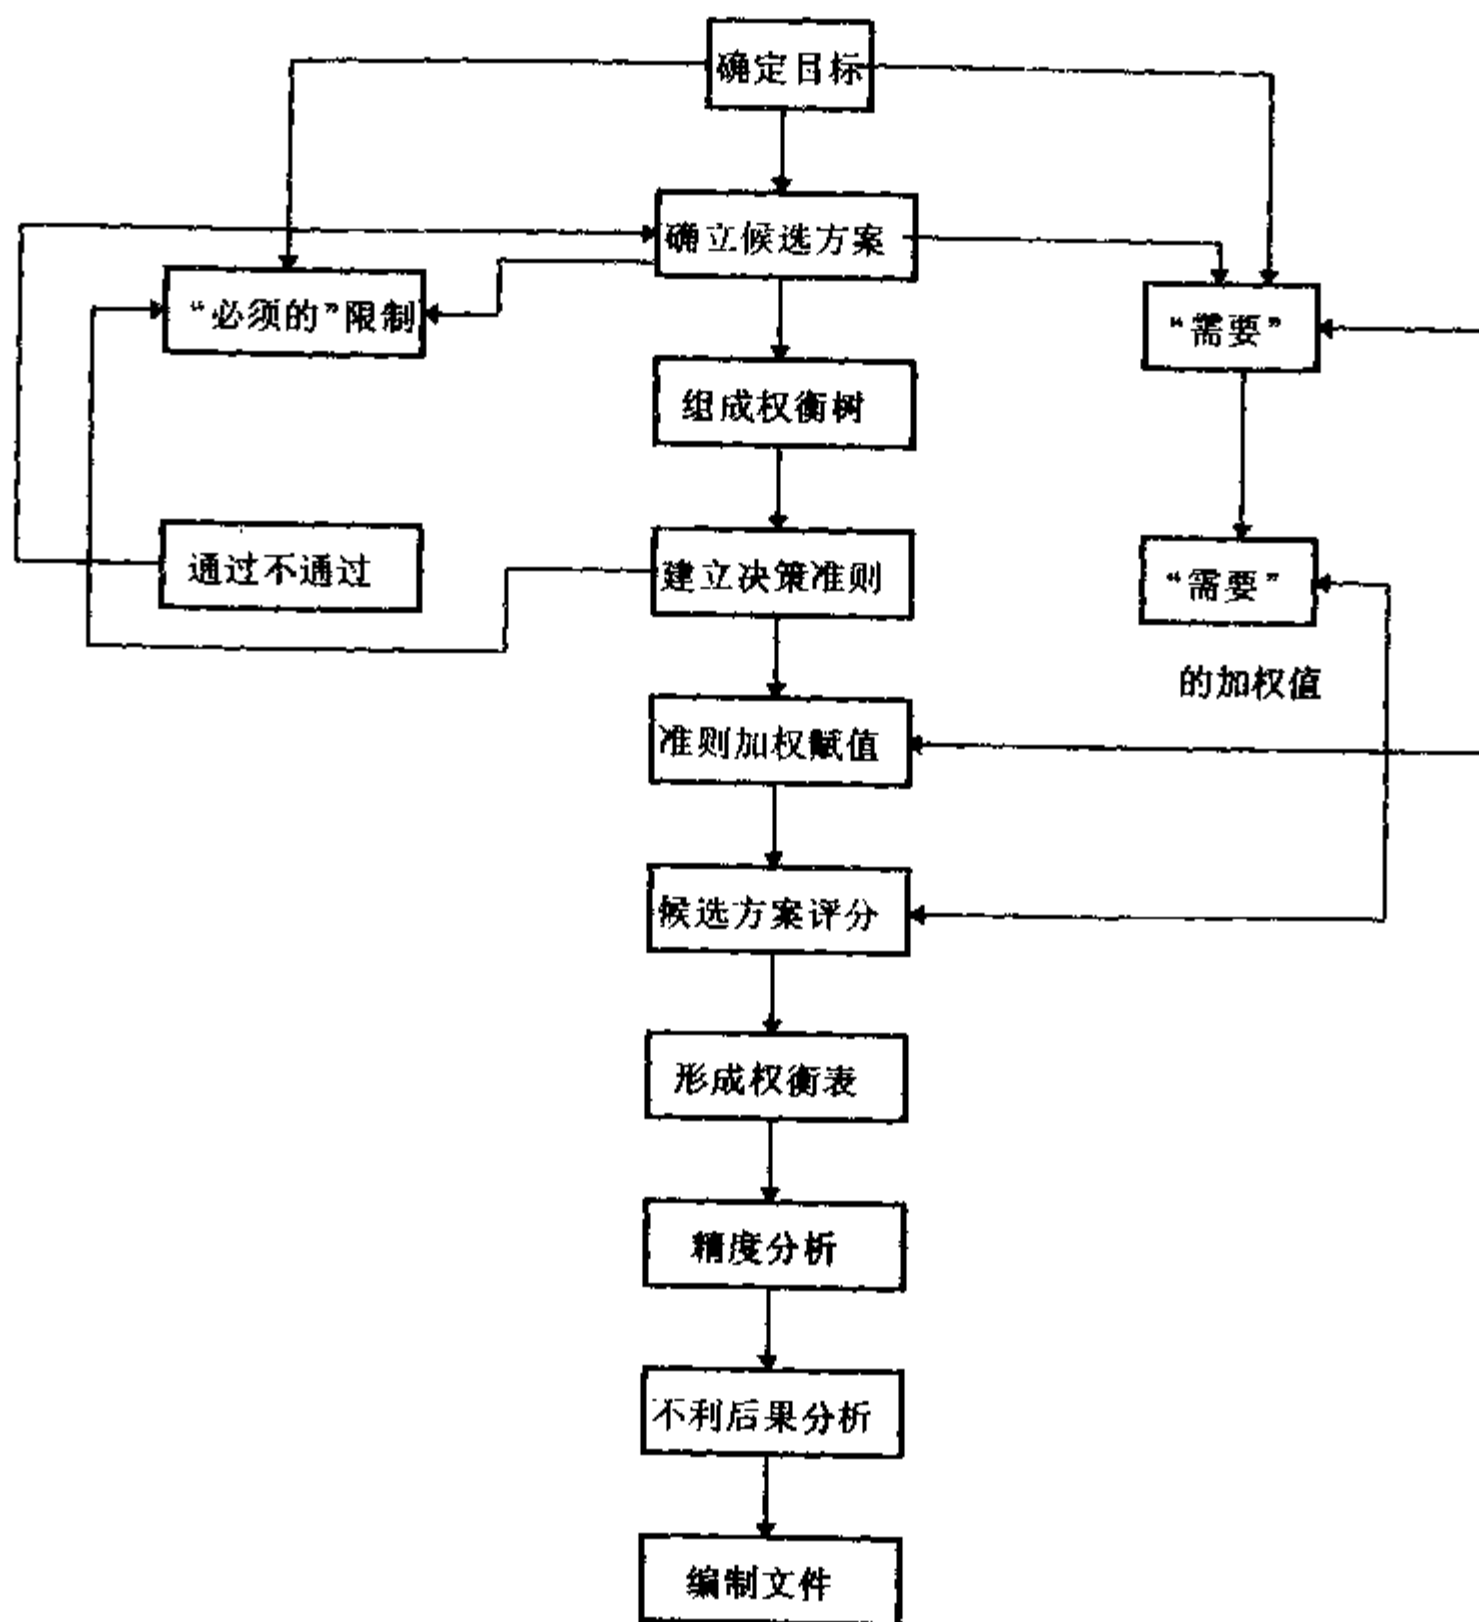 确定目标
确立候选方案
“必须的”限制
“需要”
组成权衡树
通过不通过
建立决策准则
“需要”
的加权值
准则加权赋值
候选方案评分
形成权衡表
精度分析
不利后果分析
编制文件